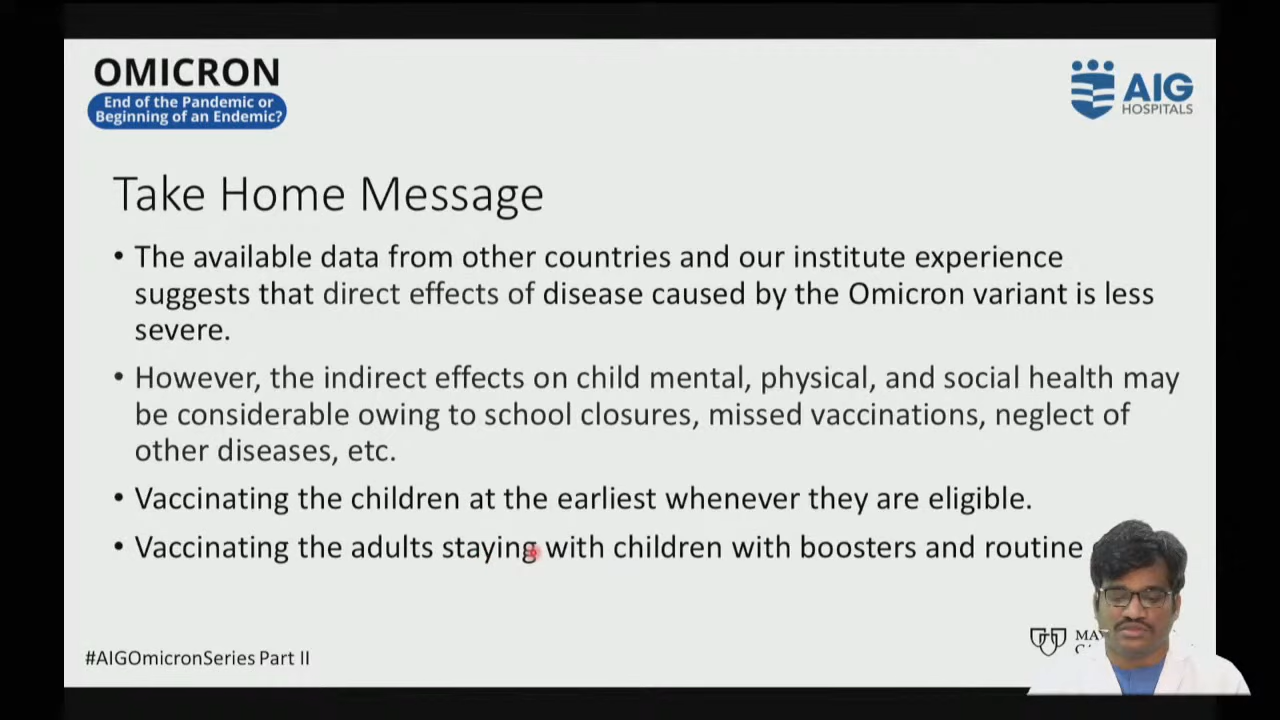 OMICRON
End of the Pandemic or
Beginning of an Endemic?
AIG
HOSPITALS
Take Home Message
• The available data from other countries and our institute experience
suggests that direct effects of disease caused by the Omicron variant is less
severe.
• However, the indirect effects on child mental, physical, and social health may
be considerable owing to school closures, missed vaccinations, neglect of
other diseases, etc.
• Vaccinating the children at the earliest whenever they are eligible.
• Vaccinating the adults staying with children with boosters and routine
#AIGOmicronSeries Part II